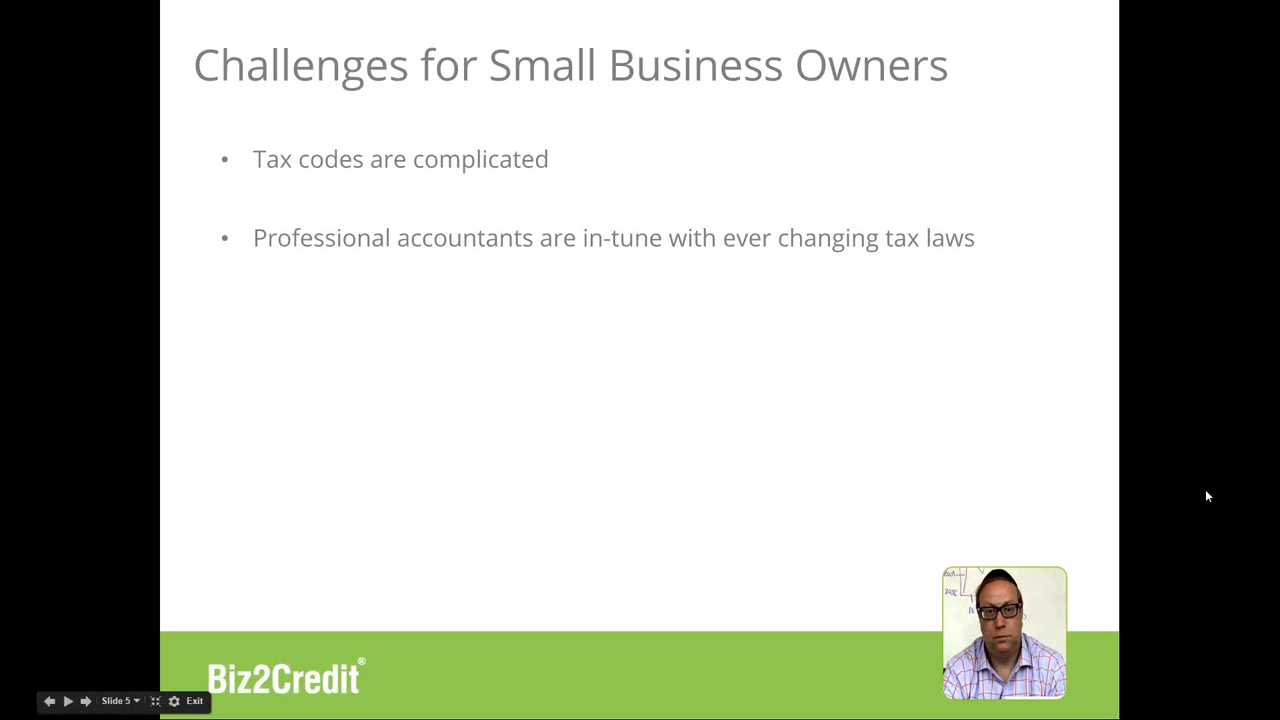 Challenges for Small Business Owners
• Tax codes are complicated
• Professional accountants are in-tune with ever changing tax laws
Biz2Credit®
Slide 5
Exit